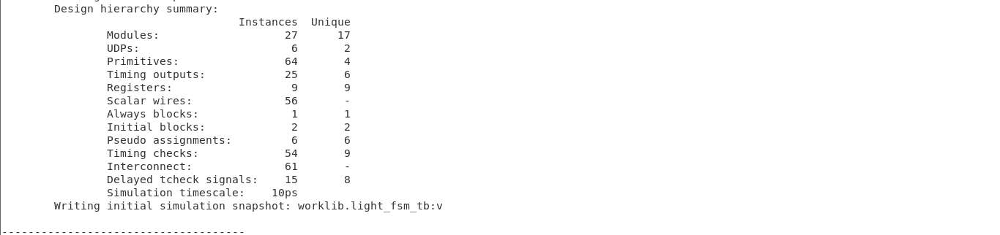 Design hierarchy summary:
Instances  Unique
Modules:                   27      17
UDPs:                       6       2
Primitives:                64       4
Timing outputs:            25       6
Registers:                  9       9
Scalar wires:              56       -
Always blocks:              1       1
Initial blocks:             2       2
Pseudo assignments:         6       6
Timing checks:             54       9
Interconnect:              61       -
Delayed tcheck signals:    15       8
Simulation timescale:    10ps
Writing initial simulation snapshot: worklib.light_fsm_tb:v
-------------------------------------